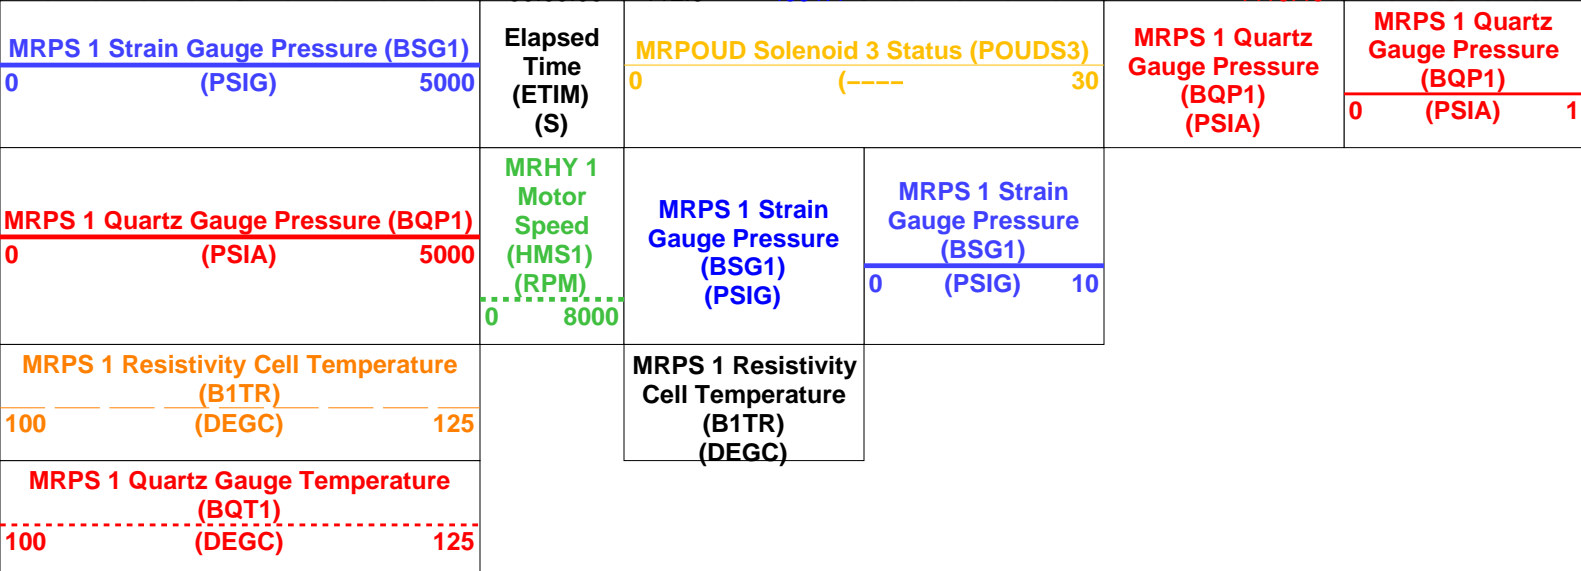 MRPS 1 Strain Gauge Pressure (BSG1)
0 (PSIG) 5000
Elapsed
Time
(ETIM)
(S)
MRPOUD Solenoid 3 Status (POUDS3)
0 (---- 30
MRPS 1 Quartz
Gauge Pressure
(BQP1)
(PSIA)
MRPS 1 Quartz
Gauge Pressure
(BQP1)
0 (PSIA) 1
MRPS 1 Quartz Gauge Pressure (BQP1)
0 (PSIA) 5000
MRHY 1
Motor
Speed
(HMS1)
(RPM)
0 8000
MRPS 1 Strain
Gauge Pressure
(BSG1)
(PSIG)
MRPS 1 Strain
Gauge Pressure
(BSG1)
0 (PSIG) 10
MRPS 1 Resistivity Cell Temperature
(B1TR)
100 (DEGC) 125
MRPS 1 Resistivity
Cell Temperature
(B1TR)
(DEGC)
MRPS 1 Quartz Gauge Temperature
(BQT1)
100 (DEGC) 125